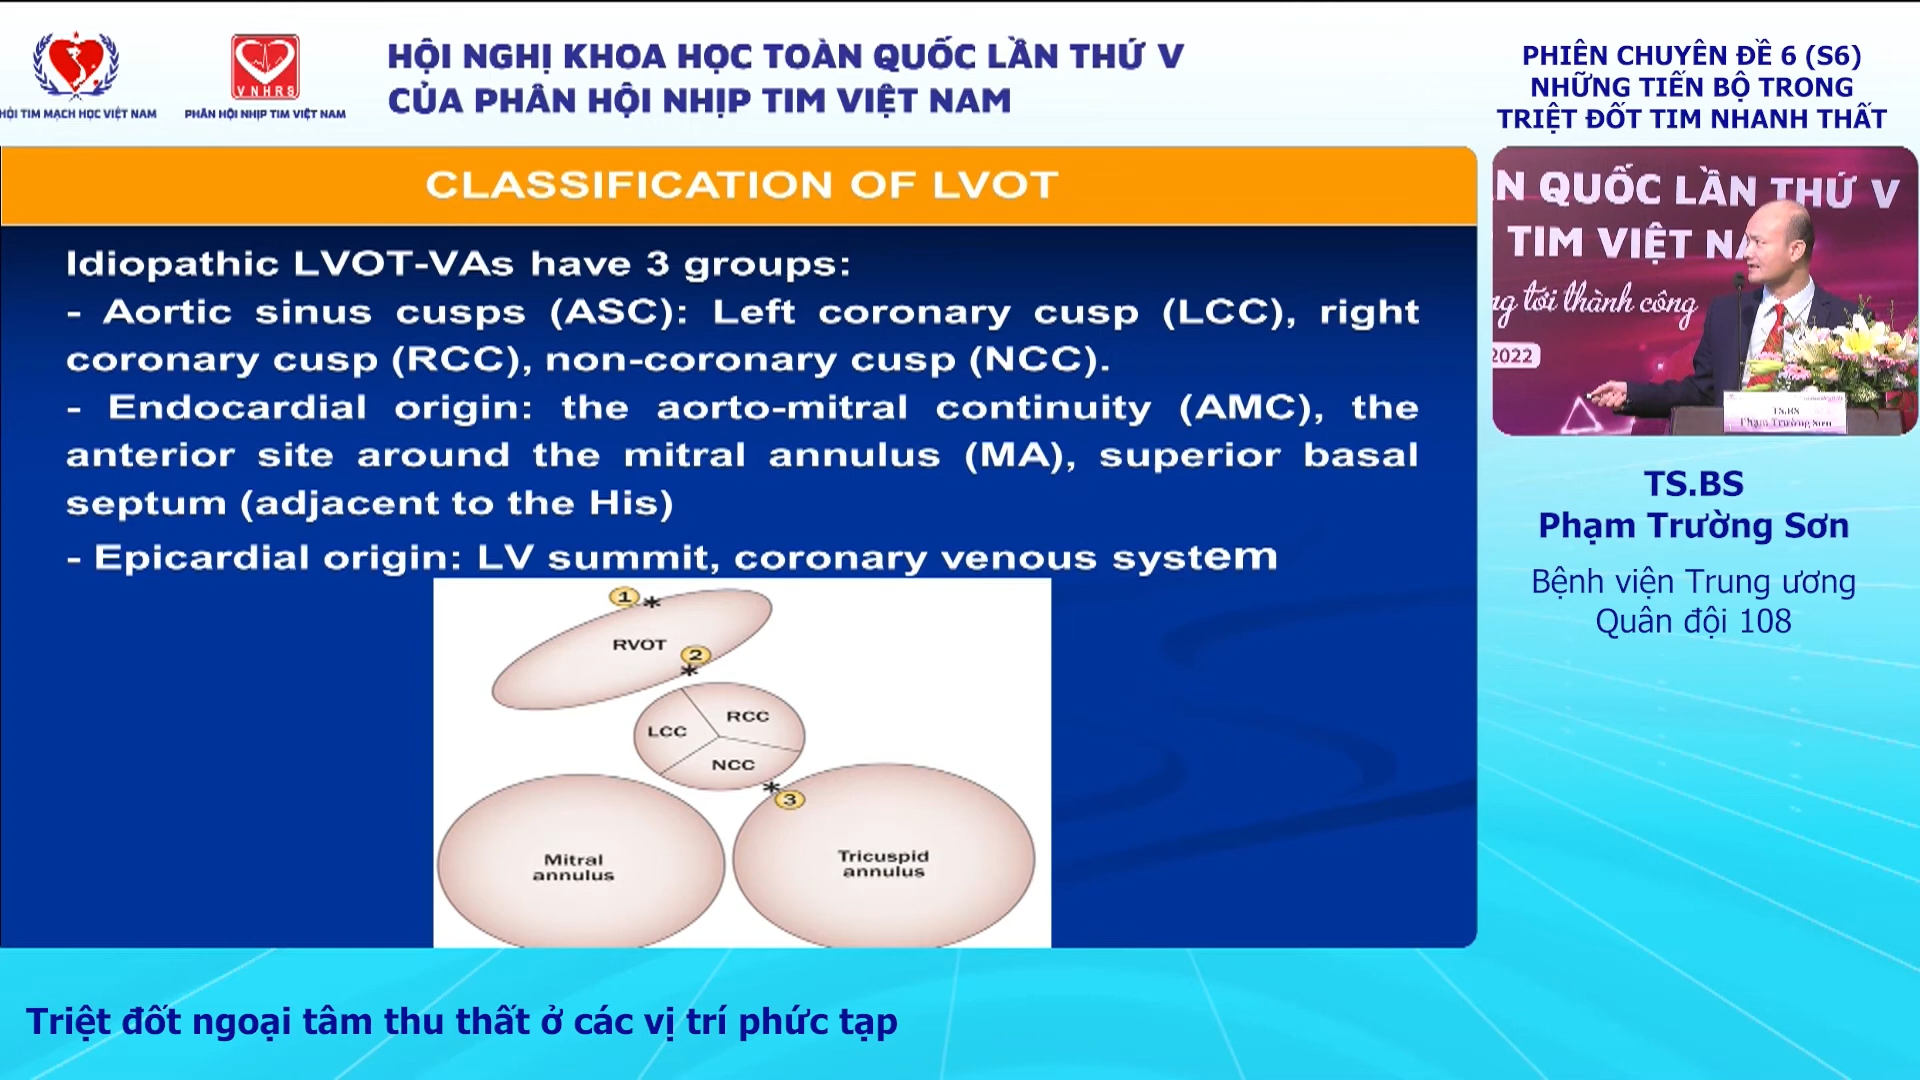 HỘI TIM MẠCH HỌC VIỆT NAM
VNHRS
PHÂN HỘI NHỊP TIM VIỆT NAM
HỘI NGHỊ KHOA HỌC TOÀN QUỐC LẦN THỨ V
CỦA PHÂN HỘI NHỊP TIM VIỆT NAM
PHIÊN CHUYÊN ĐỀ 6 (S6)
NHỮNG TIẾN BỘ TRONG
TRIỆT ĐỐT TIM NHANH THẤT
CLASSIFICATION OF LVOT
Idiopathic LVOT-VAs have 3 groups:
- Aortic sinus cusps (ASC): Left coronary cusp (LCC), right
coronary cusp (RCC), non-coronary cusp (NCC).
- Endocardial origin: the aorto-mitral continuity (AMC), the
anterior site around the mitral annulus (MA), superior basal
septum (adjacent to the His)
- Epicardial origin: LV summit, coronary venous system
1 *
RVOT
2
*
RCC
LCC
NCC
*
3
Mitral
annulus
Tricuspid
annulus
N QUỐC LẦN THỨ V
TIM VIỆT NA
ng tới thành công
2022
TS.BS
Phạm Trường Sơn
TS.BS
Phạm Trường Sơn
Bệnh viện Trung ương
Quân đội 108
Triệt đốt ngoại tâm thu thất ở các vị trí phức tạp